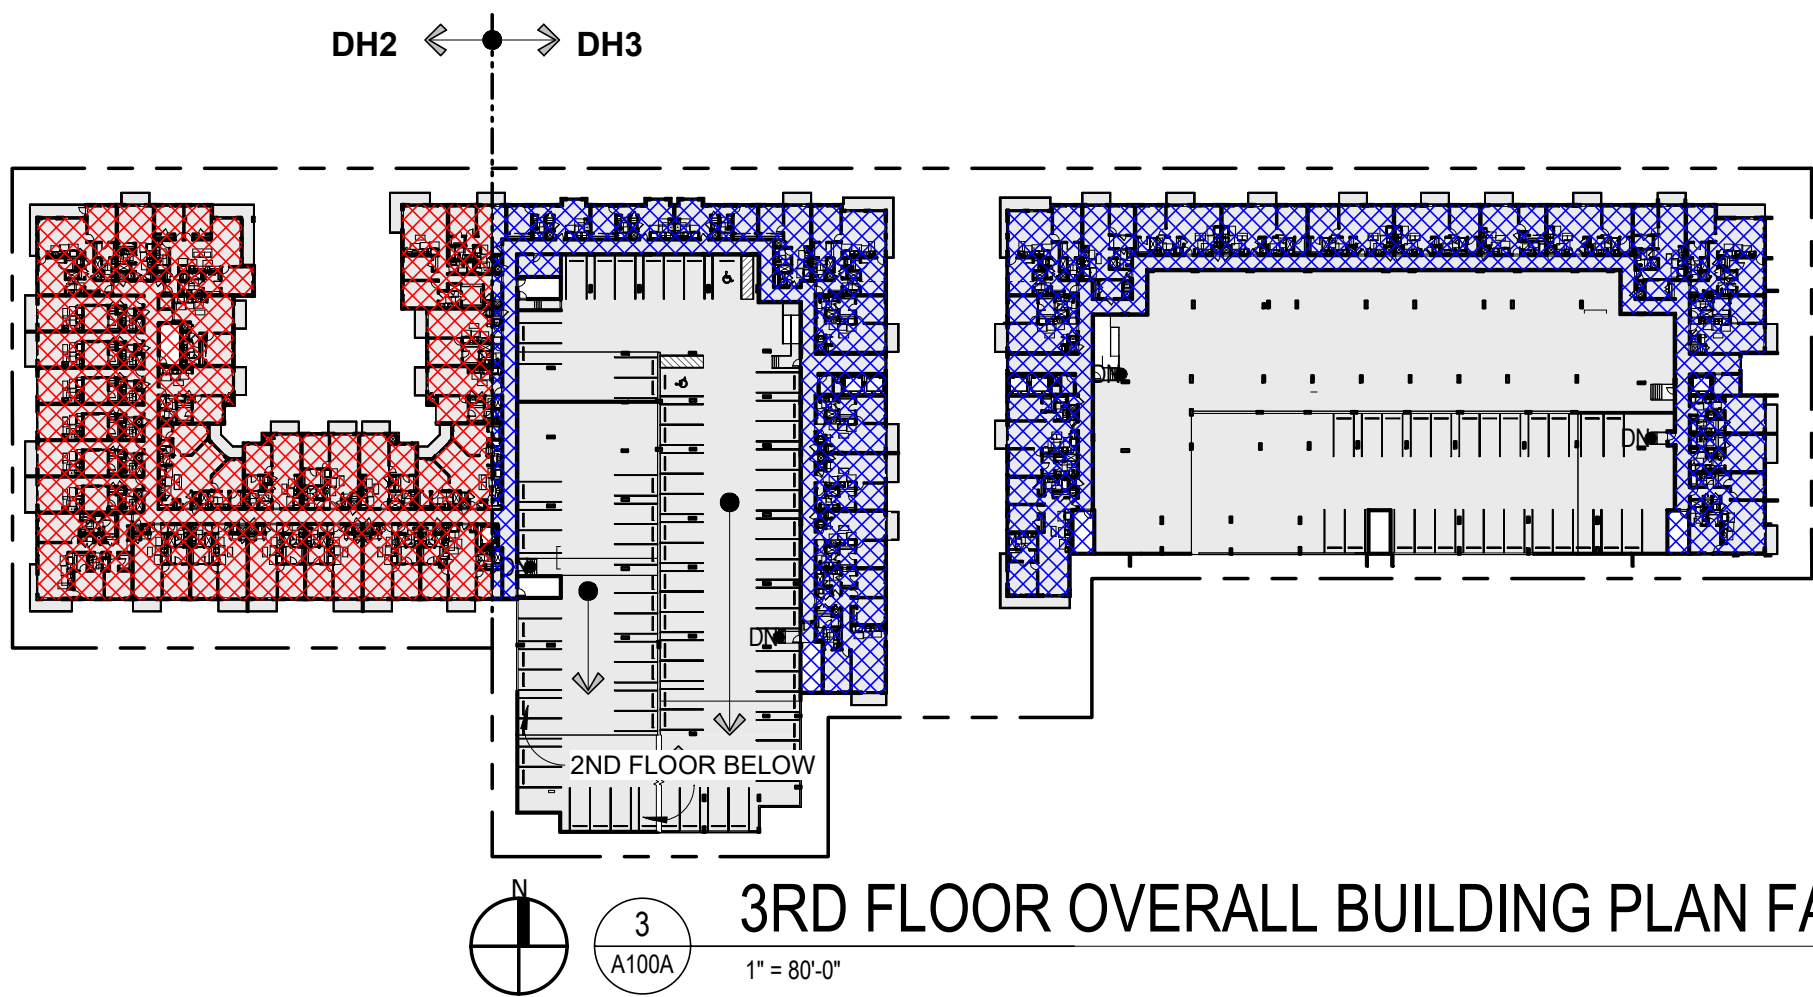 DH2
DH3
DN
DN
DN
DN
2ND FLOOR BELOW
N
3
A100A
3RD FLOOR OVERALL BUILDING PLAN FA
1" = 80'-0"